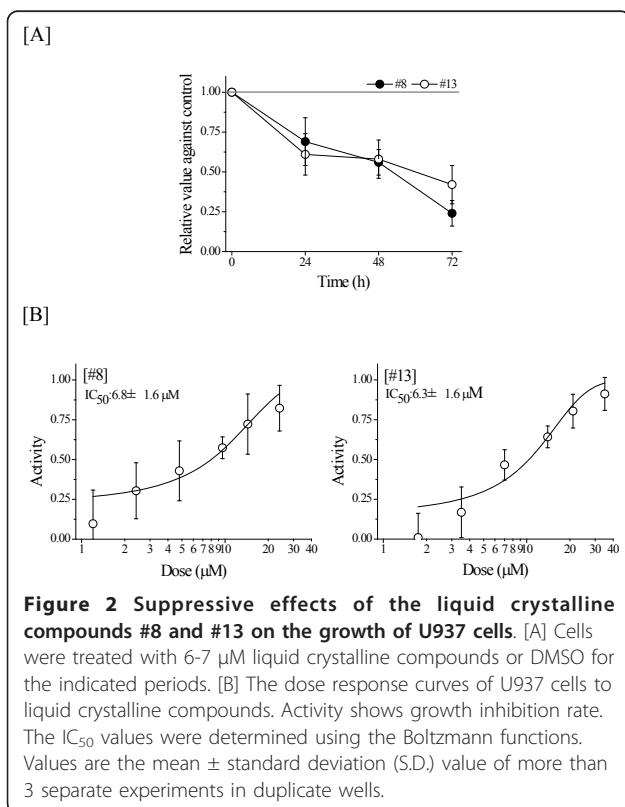 [A]
#8 #13
1.00
0.75
0.50
0.25
0.00
Relative value against control
0 24 48 72
Time (h)
[B]
[#8]
IC50:6.8± 1.6 μM
1.00
0.75
0.50
0.25
0.00
Activity
1 2 3 4 5 6 7 8 9 10 20 30 40
Dose (μM)
[#13]
IC50:6.3± 1.6 μM
1.00
0.75
0.50
0.25
0.00
Activity
1 2 3 4 5 6 7 8 9 10 20 30 40
Dose (μM)
Figure 2 Suppressive effects of the liquid crystalline
compounds #8 and #13 on the growth of U937 cells. [A] Cells
were treated with 6-7 μM liquid crystalline compounds or DMSO for
the indicated periods. [B] The dose response curves of U937 cells to
liquid crystalline compounds. Activity shows growth inhibition rate.
The IC50 values were determined using the Boltzmann functions.
Values are the mean ± standard deviation (S.D.) value of more than
3 separate experiments in duplicate wells.